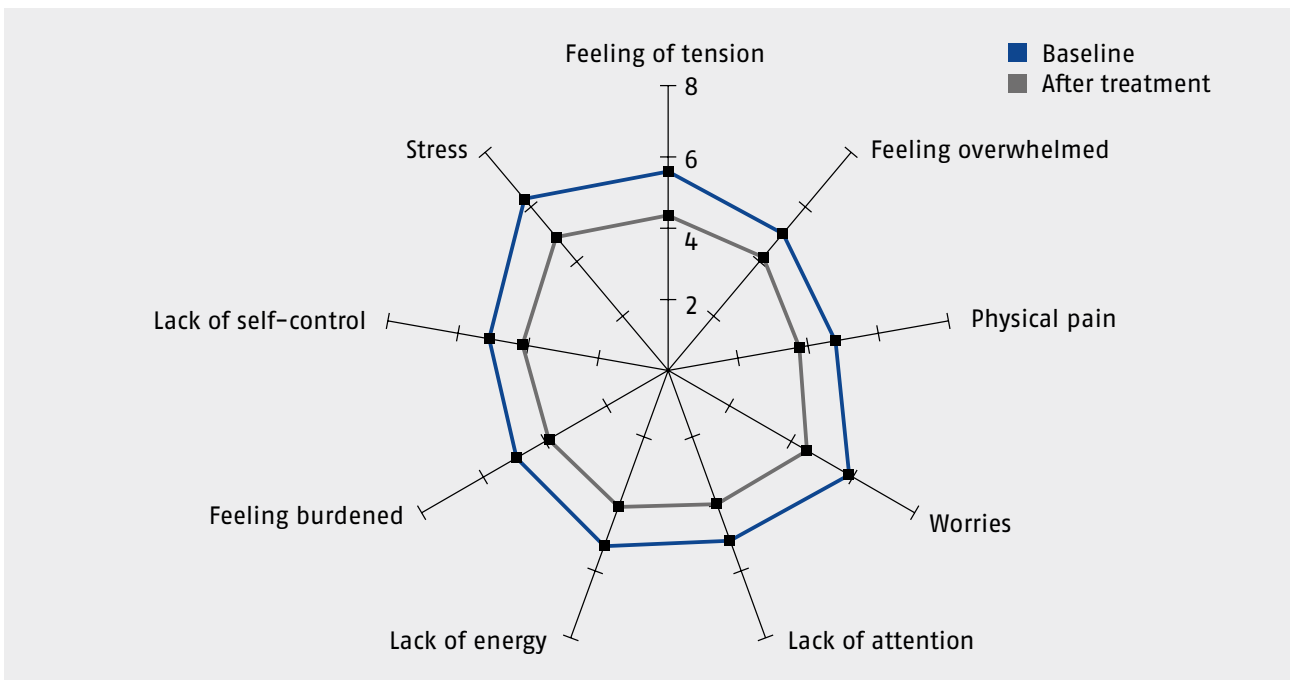 Feeling of tension
Baseline
After treatment
8
Stress
Feeling overwhelmed
6
4
2
Lack of self-control
Physical pain
Feeling burdened
Worries
Lack of energy
Lack of attention